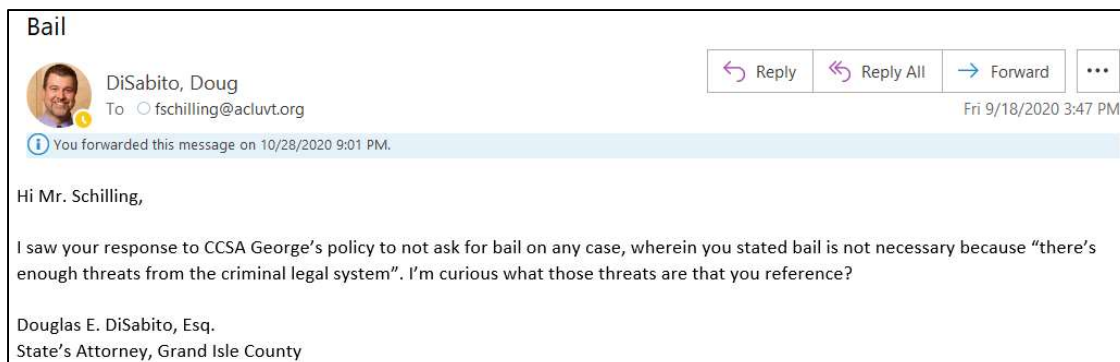 Bail
DiSabito, Doug
To fschilling@acluvt.org
Reply
Reply All
Forward
Fri 9/18/2020 3:47 PM
You forwarded this message on 10/28/2020 9:01 PM.
Hi Mr. Schilling,
I saw your response to CCSA George’s policy to not ask for bail on any case, wherein you stated bail is not necessary because “there’s
enough threats from the criminal legal system”. I’m curious what those threats are that you reference?
Douglas E. DiSabito, Esq.
State’s Attorney, Grand Isle County